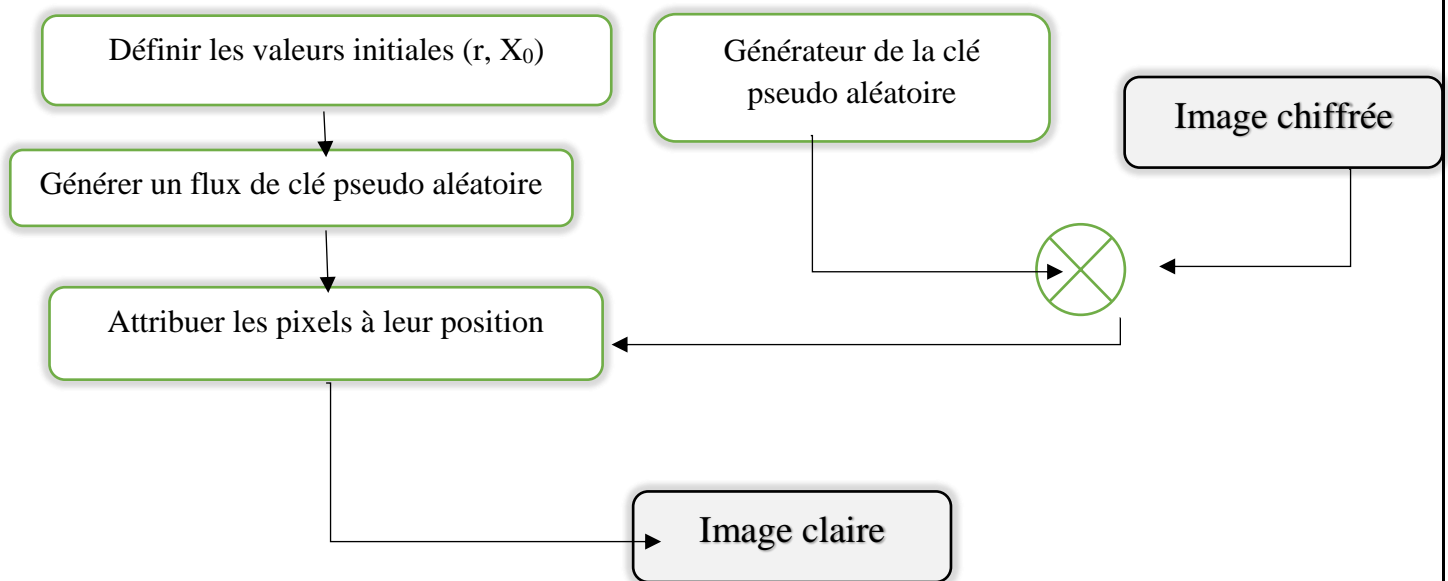 Définir les valeurs initiales (r, X₀)
Générateur de la clé
pseudo aléatoire
Image chiffrée
Générer un flux de clé pseudo aléatoire
Attribuer les pixels à leur position
Image claire